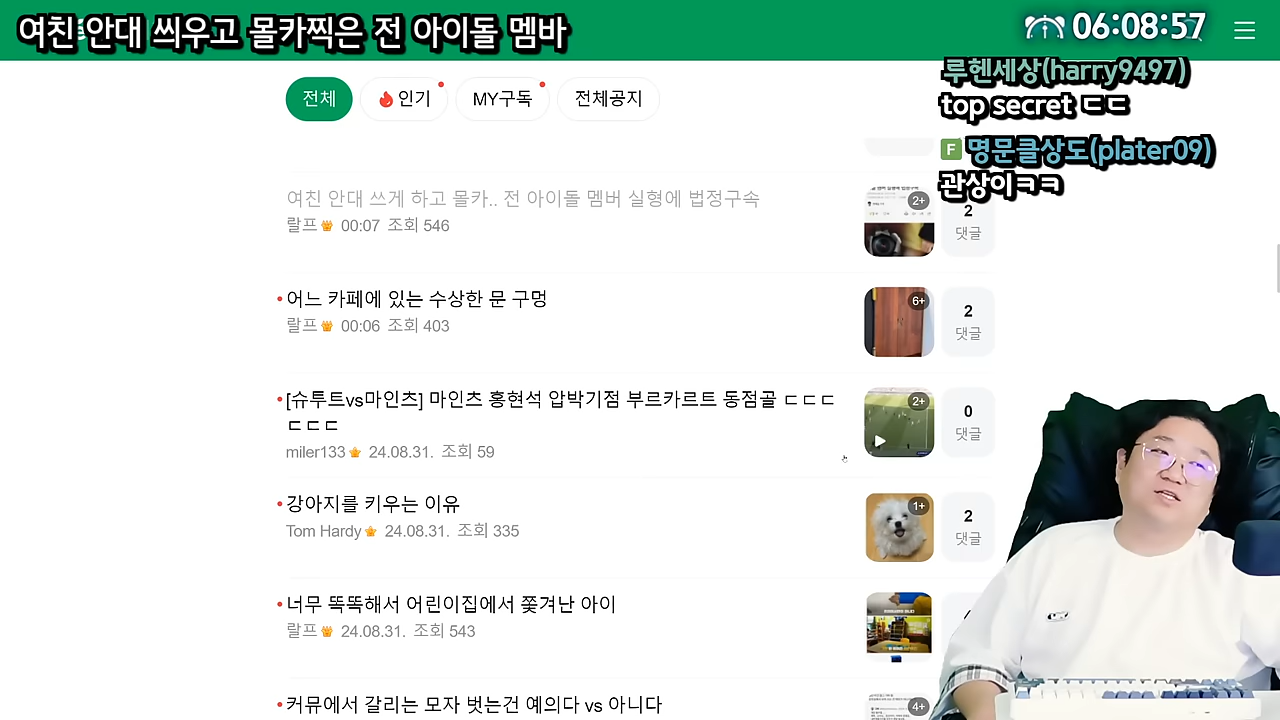 여친 안대 씌우고 몰카찍은 전 아이돌 멤바
06:08:57
루헨세상(harry9497)
top secret ㄷㄷ
F 명문클상도(plater09)
관상이ㅋㅋ
전체 인기 MY구독 전체공지
여친 안대 쓰게 하고 몰카.. 전 아이돌 멤버 실형에 법정구속
랄프 00:07 조회 546
2+
2
댓글
어느 카페에 있는 수상한 문 구멍
랄프 00:06 조회 403
6+
2
댓글
[슈투트vs마인츠] 마인츠 홍현석 압박기점 부르카르트 동점골 ㄷㄷㄷ
ㄷㄷㄷ
miler133 24.08.31. 조회 59
2+
0
댓글
강아지를 키우는 이유
Tom Hardy 24.08.31. 조회 335
1+
2
댓글
너무 똑똑해서 어린이집에서 쫓겨난 아이
랄프 24.08.31. 조회 543
커뮤에서 갈리는 모자 벗는건 예의다 vs 아니다
4+